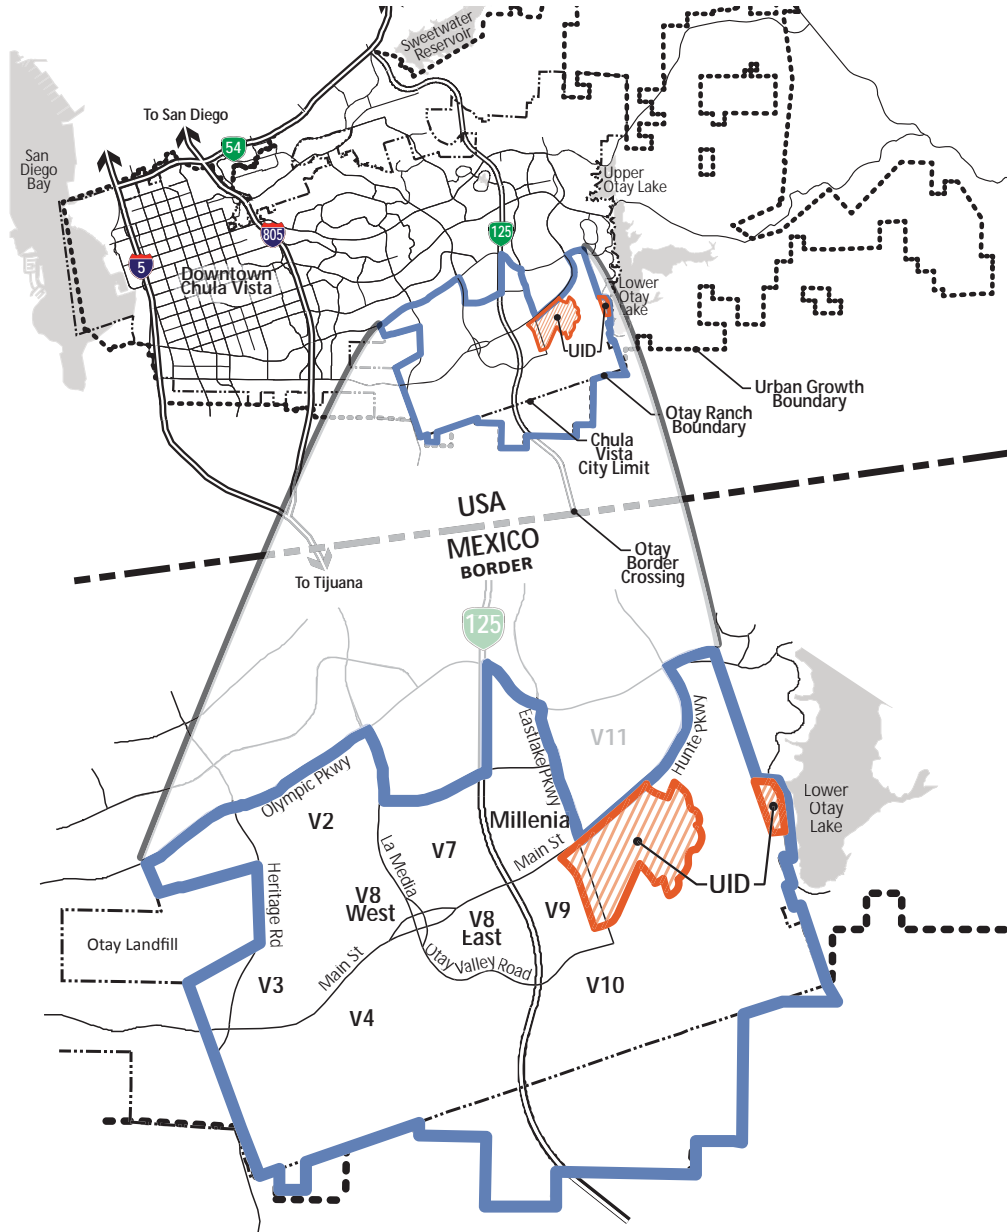 Sweetwater
Reservoir
To San Diego
54
San
Diego
Bay
Upper
Otay Lake
805
125
5
Downtown
Chula Vista
Lower
Otay
Lake
UID
Urban Growth
Boundary
Otay Ranch
Boundary
Chula
Vista
City Limit
USA
MEXICO
BORDER
Otay
Border
Crossing
To Tijuana
125
Eastlake Pkwy
V11
Hunte Pkwy
Olympic Pkwy
V2
Millenia
Lower
Otay
Lake
La Media
V7
Main St
UID
Heritage Rd
V8
West
V9
V8
East
Otay Landfill
Main St
Otay Valley Road
V3
V10
V4